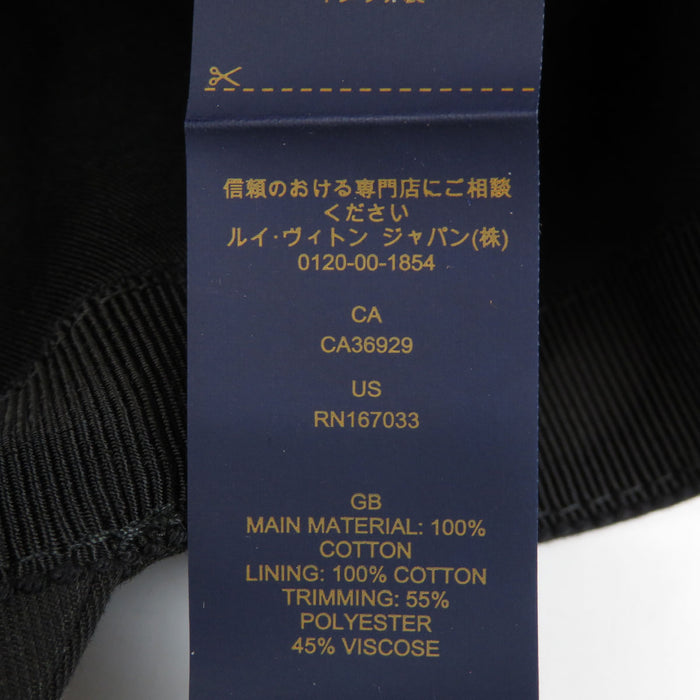 信頼のおける専門店にご相談
ください
ルイ・ヴィトン ジャパン(株)
0120-00-1854
CA
CA36929
US
RN167033
GB
MAIN MATERIAL: 100%
COTTON
LINING: 100% COTTON
TRIMMING: 55%
POLYESTER
45% VISCOSE